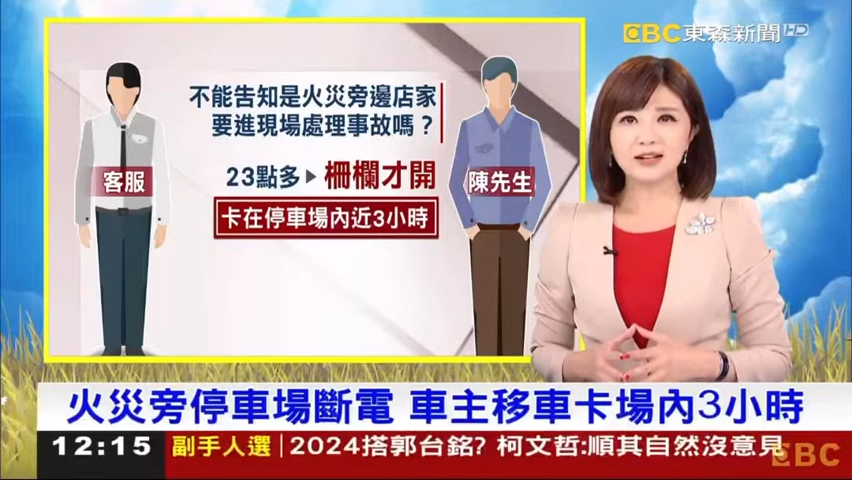 EBC東森新聞HD
不能告知是火災旁邊店家
要進現場處理事故嗎？
客服
23點多▶柵欄才開
陳先生
卡在停車場內近3小時
火災旁停車場斷電 車主移車卡場內3小時
12:15 副手人選 2024搭郭台銘? 柯文哲:順其自然沒意見
EBC